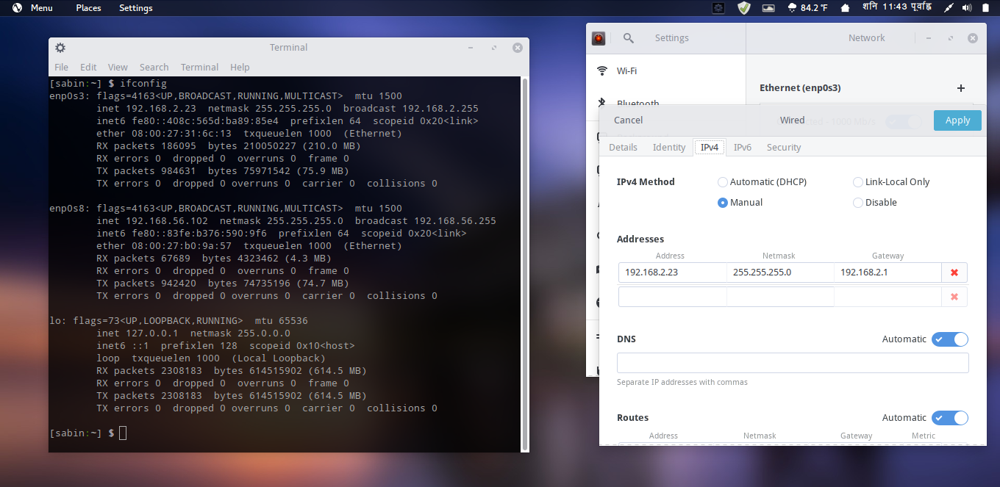 Menu Places Settings
84.2 °F शनि 11:43 पूर्वाह्न
Terminal
File Edit View Search Terminal Help
[sabin:~] $ ifconfig
enp0s3: flags=4163<UP,BROADCAST,RUNNING,MULTICAST>  mtu 1500
        inet 192.168.2.23  netmask 255.255.255.0  broadcast 192.168.2.255
        inet6 fe80::408c:565d:ba89:85e4  prefixlen 64  scopeid 0x20<link>
        ether 08:00:27:31:6c:13  txqueuelen 1000  (Ethernet)
        RX packets 186095  bytes 210050227 (210.0 MB)
        RX errors 0  dropped 0  overruns 0  frame 0
        TX packets 984631  bytes 75971542 (75.9 MB)
        TX errors 0  dropped 0 overruns 0  carrier 0  collisions 0
enp0s8: flags=4163<UP,BROADCAST,RUNNING,MULTICAST>  mtu 1500
        inet 192.168.56.102  netmask 255.255.255.0  broadcast 192.168.56.255
        inet6 fe80::83fe:b376:590:9f6  prefixlen 64  scopeid 0x20<link>
        ether 08:00:27:b0:9a:57  txqueuelen 1000  (Ethernet)
        RX packets 67689  bytes 4323462 (4.3 MB)
        RX errors 0  dropped 0  overruns 0  frame 0
        TX packets 942420  bytes 74735196 (74.7 MB)
        TX errors 0  dropped 0 overruns 0  carrier 0  collisions 0
lo: flags=73<UP,LOOPBACK,RUNNING>  mtu 65536
        inet 127.0.0.1  netmask 255.0.0.0
        inet6 ::1  prefixlen 128  scopeid 0x10<host>
        loop  txqueuelen 1000  (Local Loopback)
        RX packets 2308183  bytes 614515902 (614.5 MB)
        RX errors 0  dropped 0  overruns 0  frame 0
        TX packets 2308183  bytes 614515902 (614.5 MB)
        TX errors 0  dropped 0 overruns 0  carrier 0  collisions 0
[sabin:~] $
Settings Network
Wi-Fi
Bluetooth
Ethernet (enp0s3)
Cancel Wired Apply
Details Identity IPv4 IPv6 Security
IPv4 Method Automatic (DHCP) Link-Local Only
Manual Disable
Addresses
Address Netmask Gateway
192.168.2.23 255.255.255.0 192.168.2.1
DNS Automatic
Separate IP addresses with commas
Routes Automatic
Address Netmask Gateway Metric